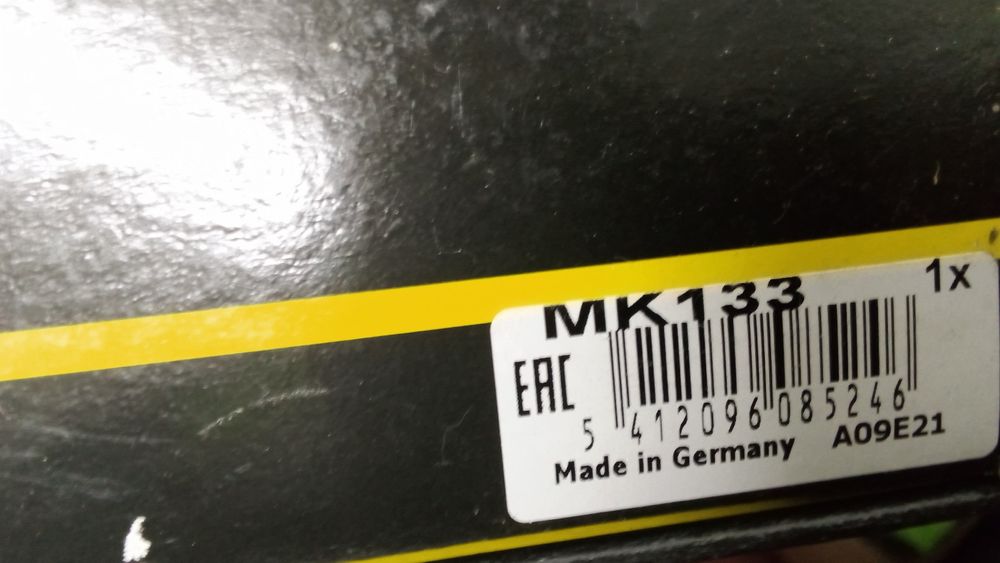 MK133
1x
EAC
5 412096 085246
Made in Germany
A09E21